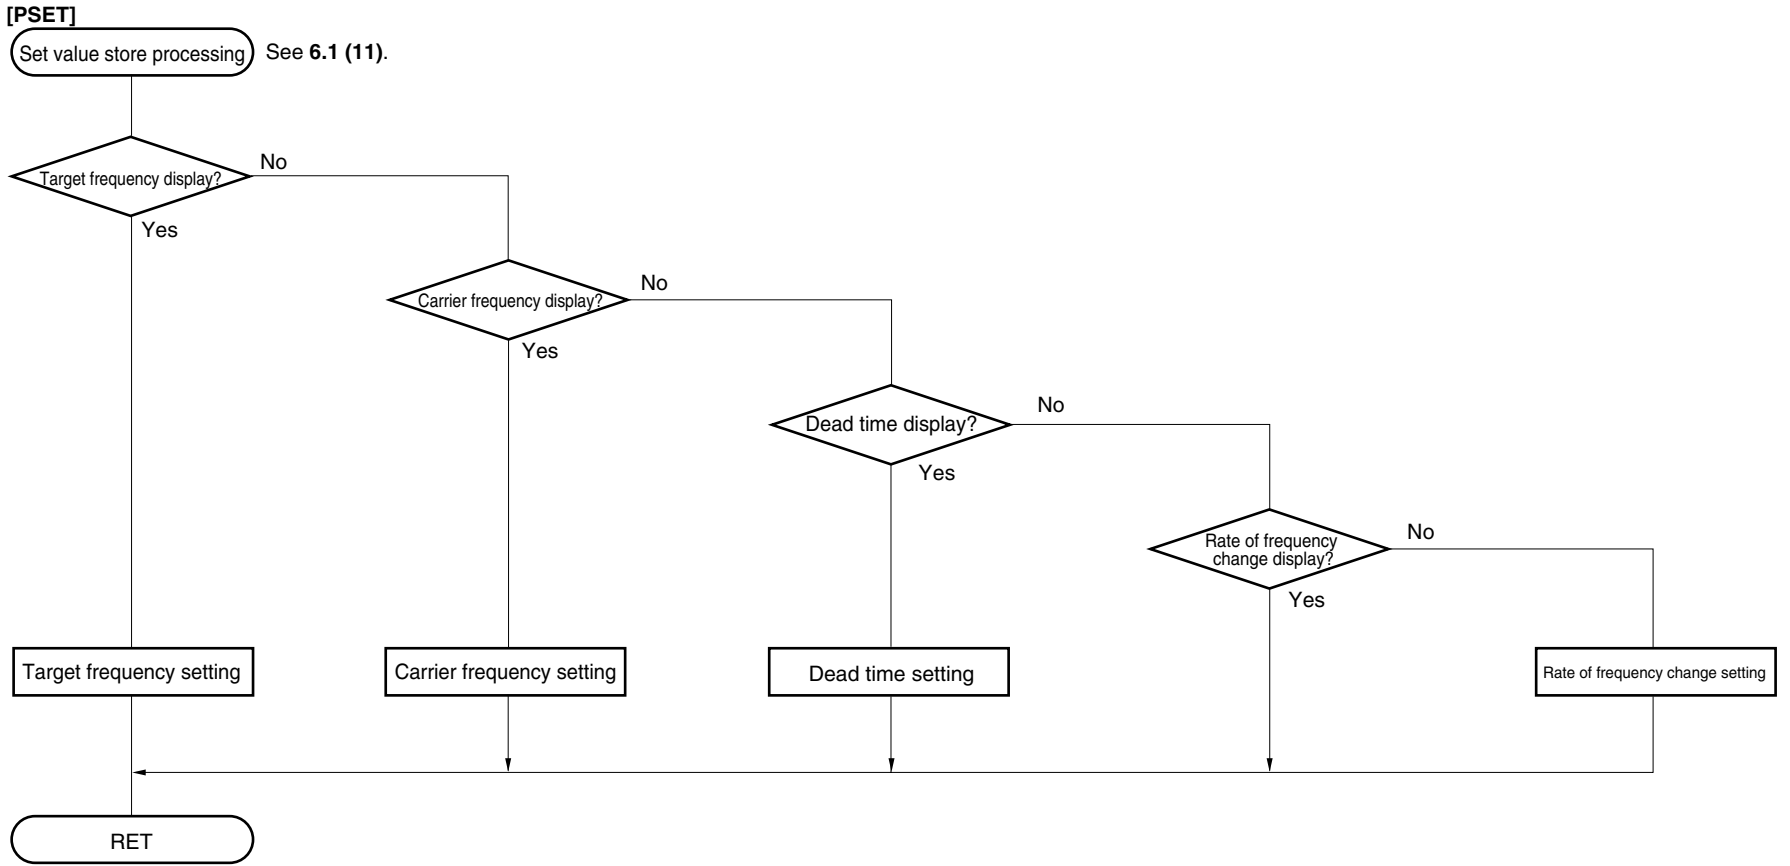 [PSET]
Set value store processing
See 6.1 (11).
Target frequency display?
No
Yes
Carrier frequency display?
No
Yes
Dead time display?
No
Yes
Rate of frequency
change display?
No
Yes
Target frequency setting
Carrier frequency setting
Dead time setting
Rate of frequency change setting
RET